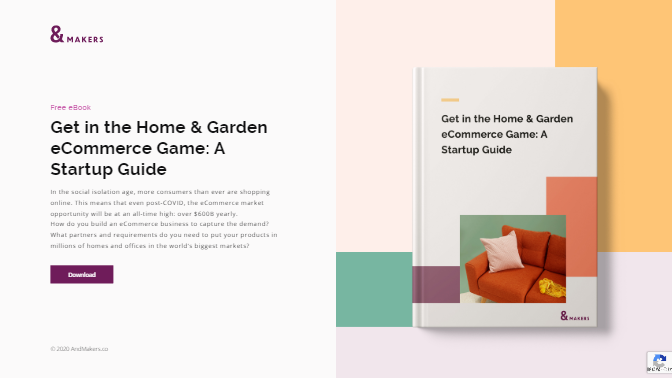 & MAKERS
Free eBook
Get in the Home & Garden
eCommerce Game: A
Startup Guide
In the social isolation age, more consumers than ever are shopping
online. This means that even post-COVID, the eCommerce market
opportunity will be at an all-time high: over $600B yearly.
How do you build an eCommerce business to capture the demand?
What partners and requirements do you need to put your products in
millions of homes and offices in the world's biggest markets?
Download
© 2020 AndMakers.co
Get in the Home & Garden
eCommerce Game: A
Startup Guide
& MAKERS